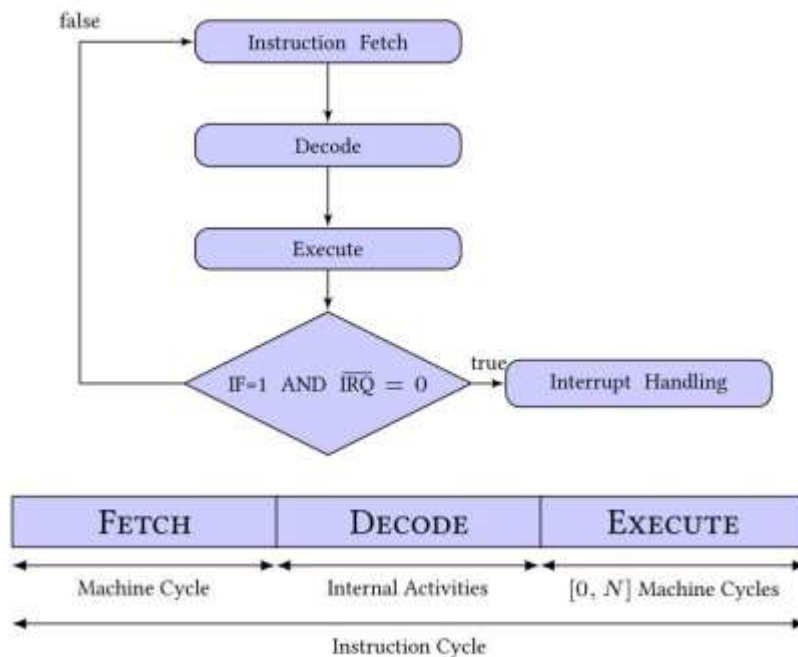 false
Instruction Fetch
Decode
Execute
IF=1 AND I̅R̅Q̅ = 0
true
Interrupt Handling
FETCH DECODE EXECUTE
Machine Cycle Internal Activities [0, N] Machine Cycles
Instruction Cycle